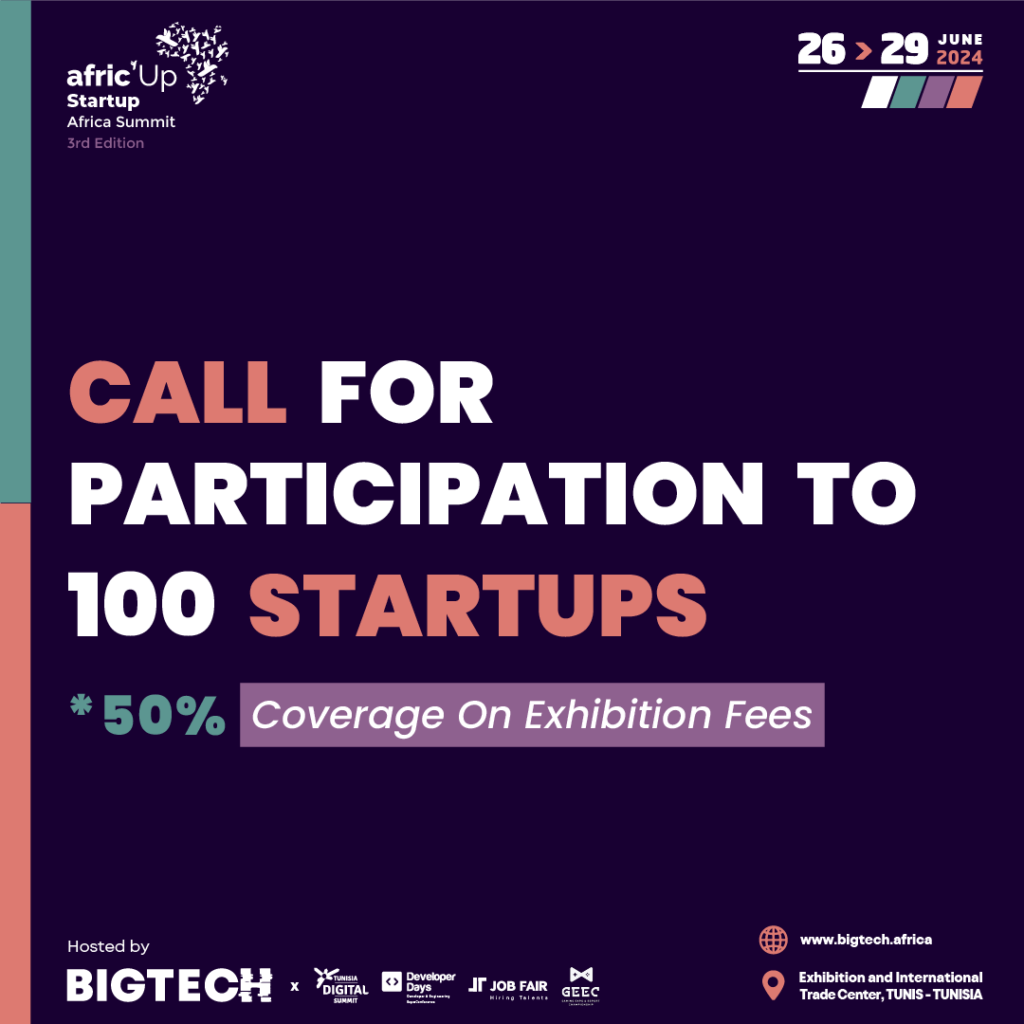 afric'Up
Startup
Africa Summit
3rd Edition
26 > 29 JUNE
2024
CALL FOR
PARTICIPATION TO
100 STARTUPS
*50% Coverage On Exhibition Fees
Hosted by
BIGTECH x
TUNISIA
DIGITAL
SUMMIT
Developer
Days
JOB FAIR
Hiring Talents
GEEC
www.bigtech.africa
Exhibition and International
Trade Center, TUNIS - TUNISIA